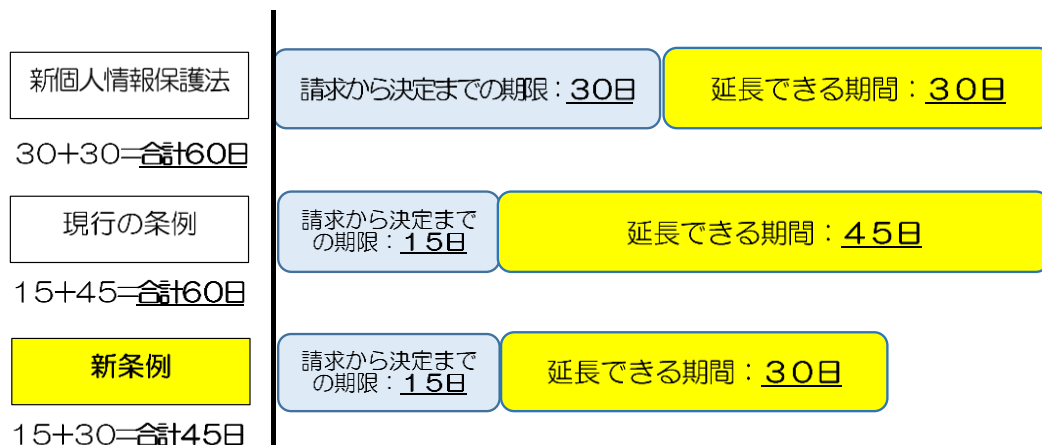 新個人情報保護法
請求から決定までの期限：３０日
延長できる期間：３０日
３０＋３０＝合計６０日
現行の条例
請求から決定まで
の期限：１５日
延長できる期間：４５日
１５＋４５＝合計６０日
新条例
請求から決定まで
の期限：１５日
延長できる期間：３０日
１５＋３０＝合計４５日